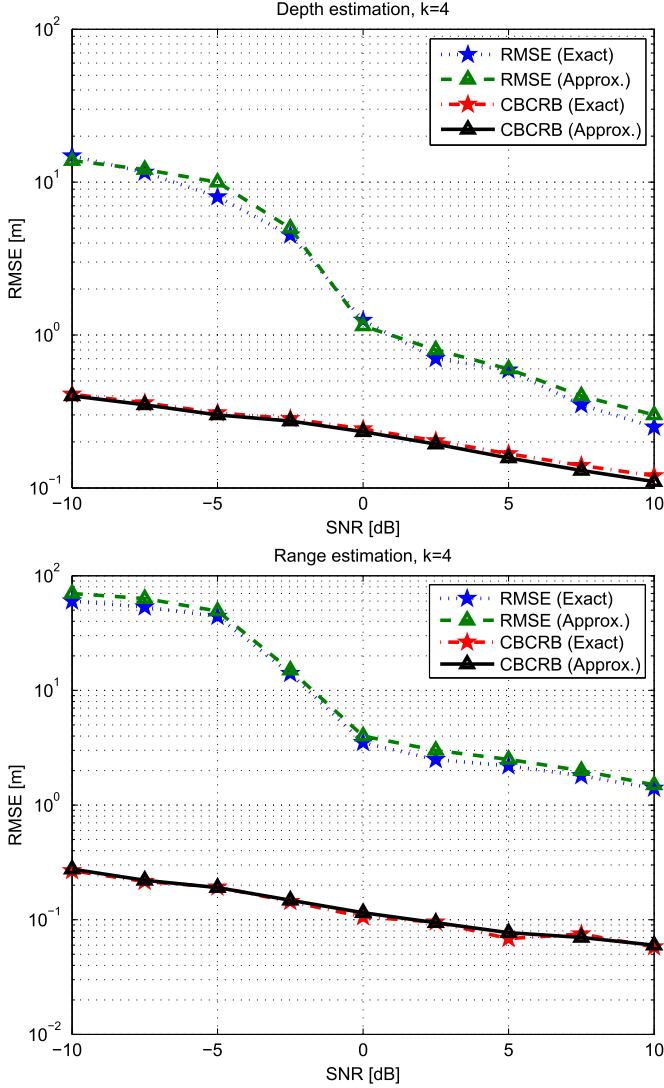 Depth estimation, k=4
10^2
RMSE (Exact)
RMSE (Approx.)
CBCRB (Exact)
CBCRB (Approx.)
10^1
RMSE [m]
10^0
10^−1
−10
−5
0
5
10
SNR [dB]
Range estimation, k=4
10^2
RMSE (Exact)
RMSE (Approx.)
CBCRB (Exact)
CBCRB (Approx.)
10^1
RMSE [m]
10^0
10^−1
10^−2
−10
−5
0
5
10
SNR [dB]